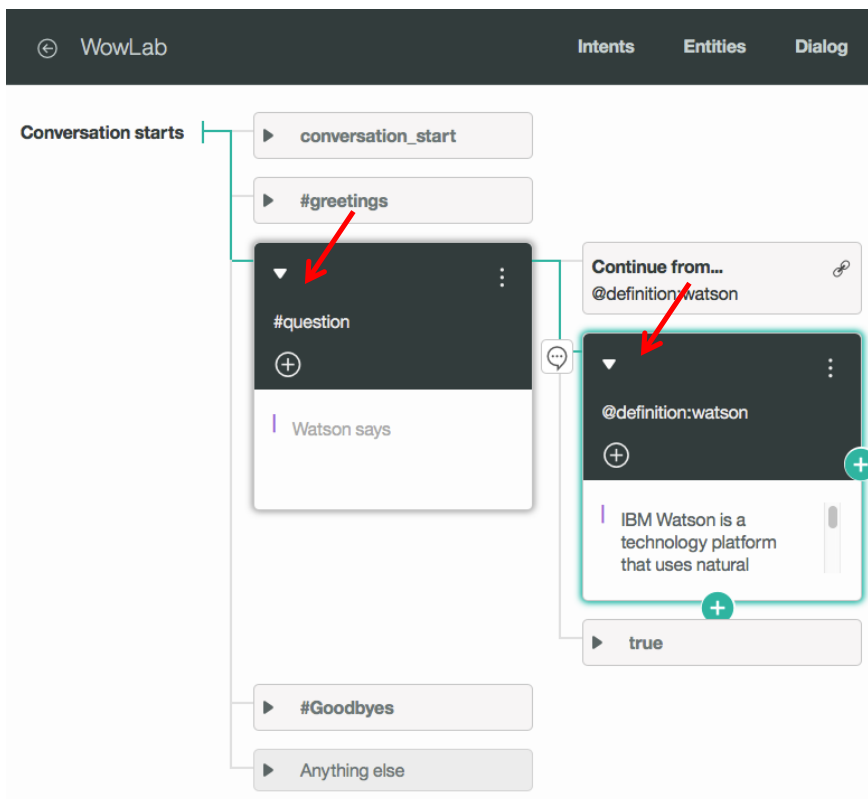 WowLab
Intents
Entities
Dialog
Conversation starts
conversation_start
#greetings
#question
Watson says
Continue from...
@definition:watson
@definition:watson
IBM Watson is a
technology platform
that uses natural
true
#Goodbyes
Anything else